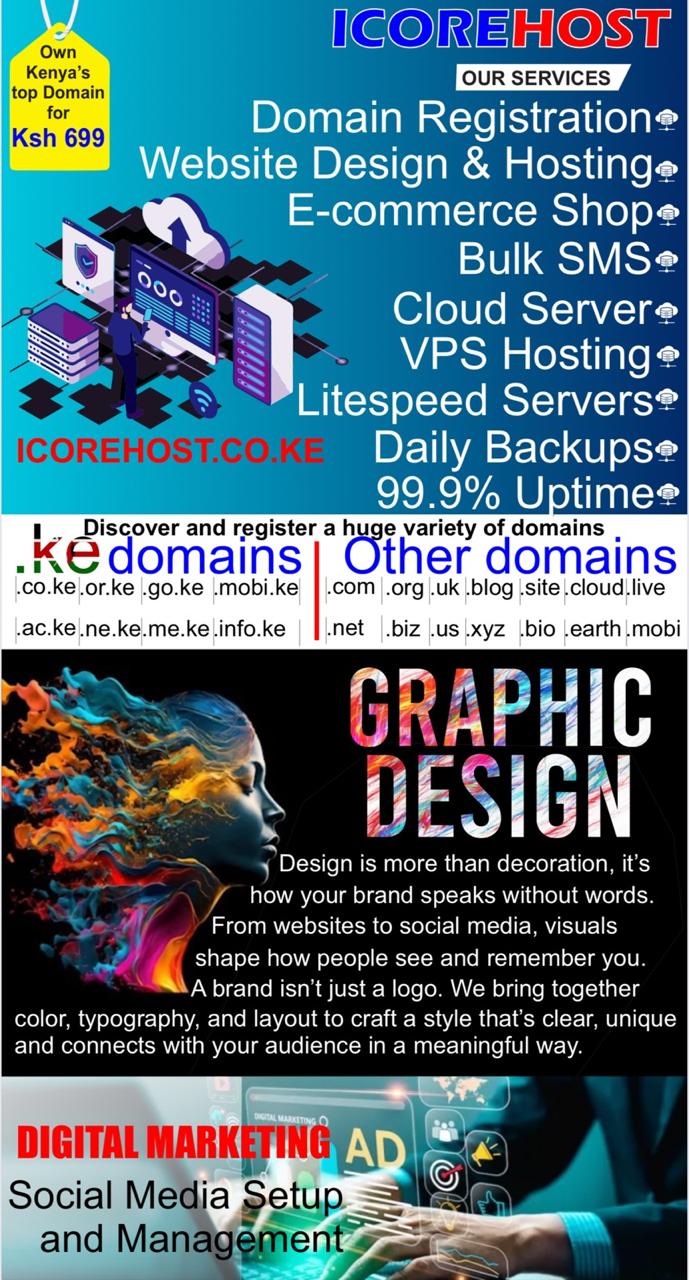 Own
Kenya's
top Domain
for
Ksh 699
ICOREHOST
OUR SERVICES
Domain Registration
Website Design & Hosting
E-commerce Shop
Bulk SMS
Cloud Server
VPS Hosting
Litespeed Servers
Daily Backups
99.9% Uptime
ICOREHOST.CO.KE
Discover and register a huge variety of domains
.ke domains
.co.ke .or.ke .go.ke .mobi.ke
.ac.ke .ne.ke .me.ke .info.ke
Other domains
.com .org .uk .blog .site .cloud .live
.net .biz .us .xyz .bio .earth .mobi
GRAPHIC
DESIGN
Design is more than decoration, it's
how your brand speaks without words.
From websites to social media, visuals
shape how people see and remember you.
A brand isn't just a logo. We bring together
color, typography, and layout to craft a style that's clear, unique
and connects with your audience in a meaningful way.
DIGITAL MARKETING
Social Media Setup
and Management
DIGITAL MARKETING
AD